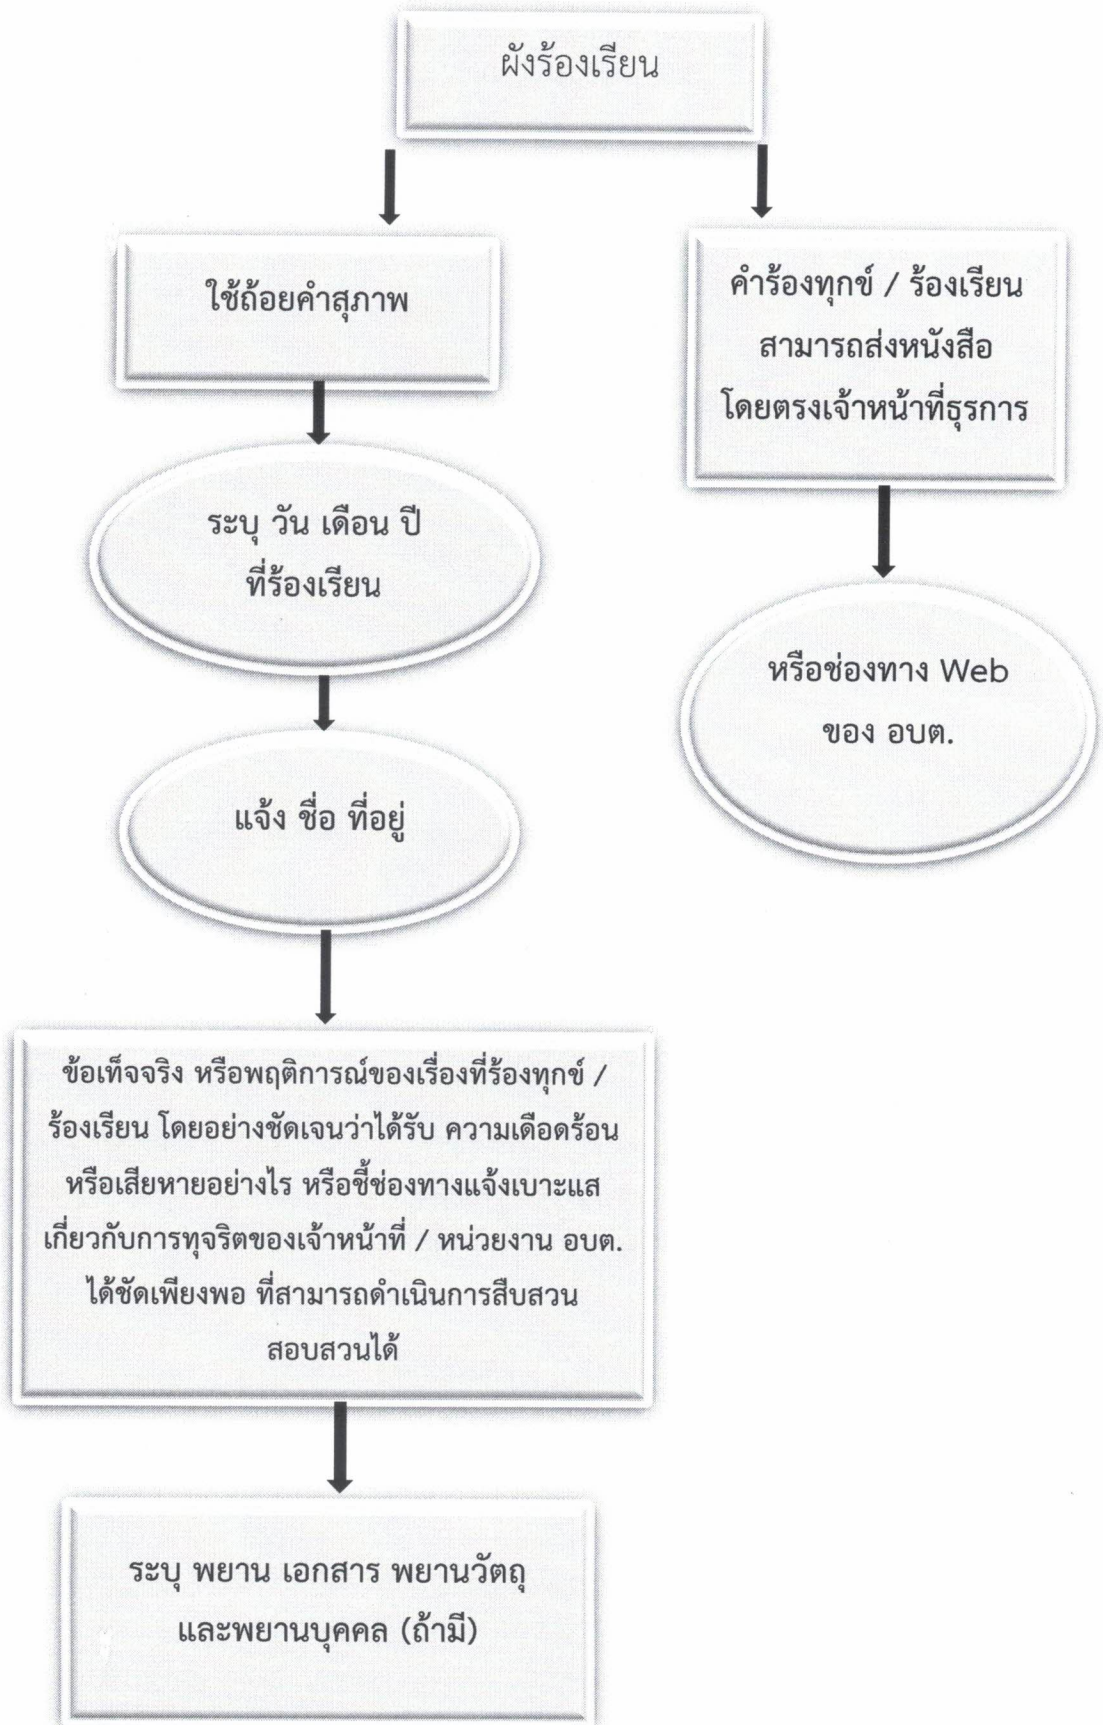 ผังร้องเรียน
ใช้ถ้อยคำสุภาพ
ระบุ วัน เดือน ปี
ที่ร้องเรียน
แจ้ง ชื่อ ที่อยู่
ข้อเท็จจริง หรือพฤติการณ์ของเรื่องที่ร้องทุกข์ /
ร้องเรียน โดยอย่างชัดเจนว่าได้รับ ความเดือดร้อน
หรือเสียหายอย่างไร หรือชี้ช่องทางแจ้งเบาะแส
เกี่ยวกับการทุจริตของเจ้าหน้าที่ / หน่วยงาน อบต.
ได้ชัดเพียงพอ ที่สามารถดำเนินการสืบสวน
สอบสวนได้
ระบุ พยาน เอกสาร พยานวัตถุ
และพยานบุคคล (ถ้ามี)
คำร้องทุกข์ / ร้องเรียน
สามารถส่งหนังสือ
โดยตรงเจ้าหน้าที่ธุรการ
หรือช่องทาง Web
ของ อบต.